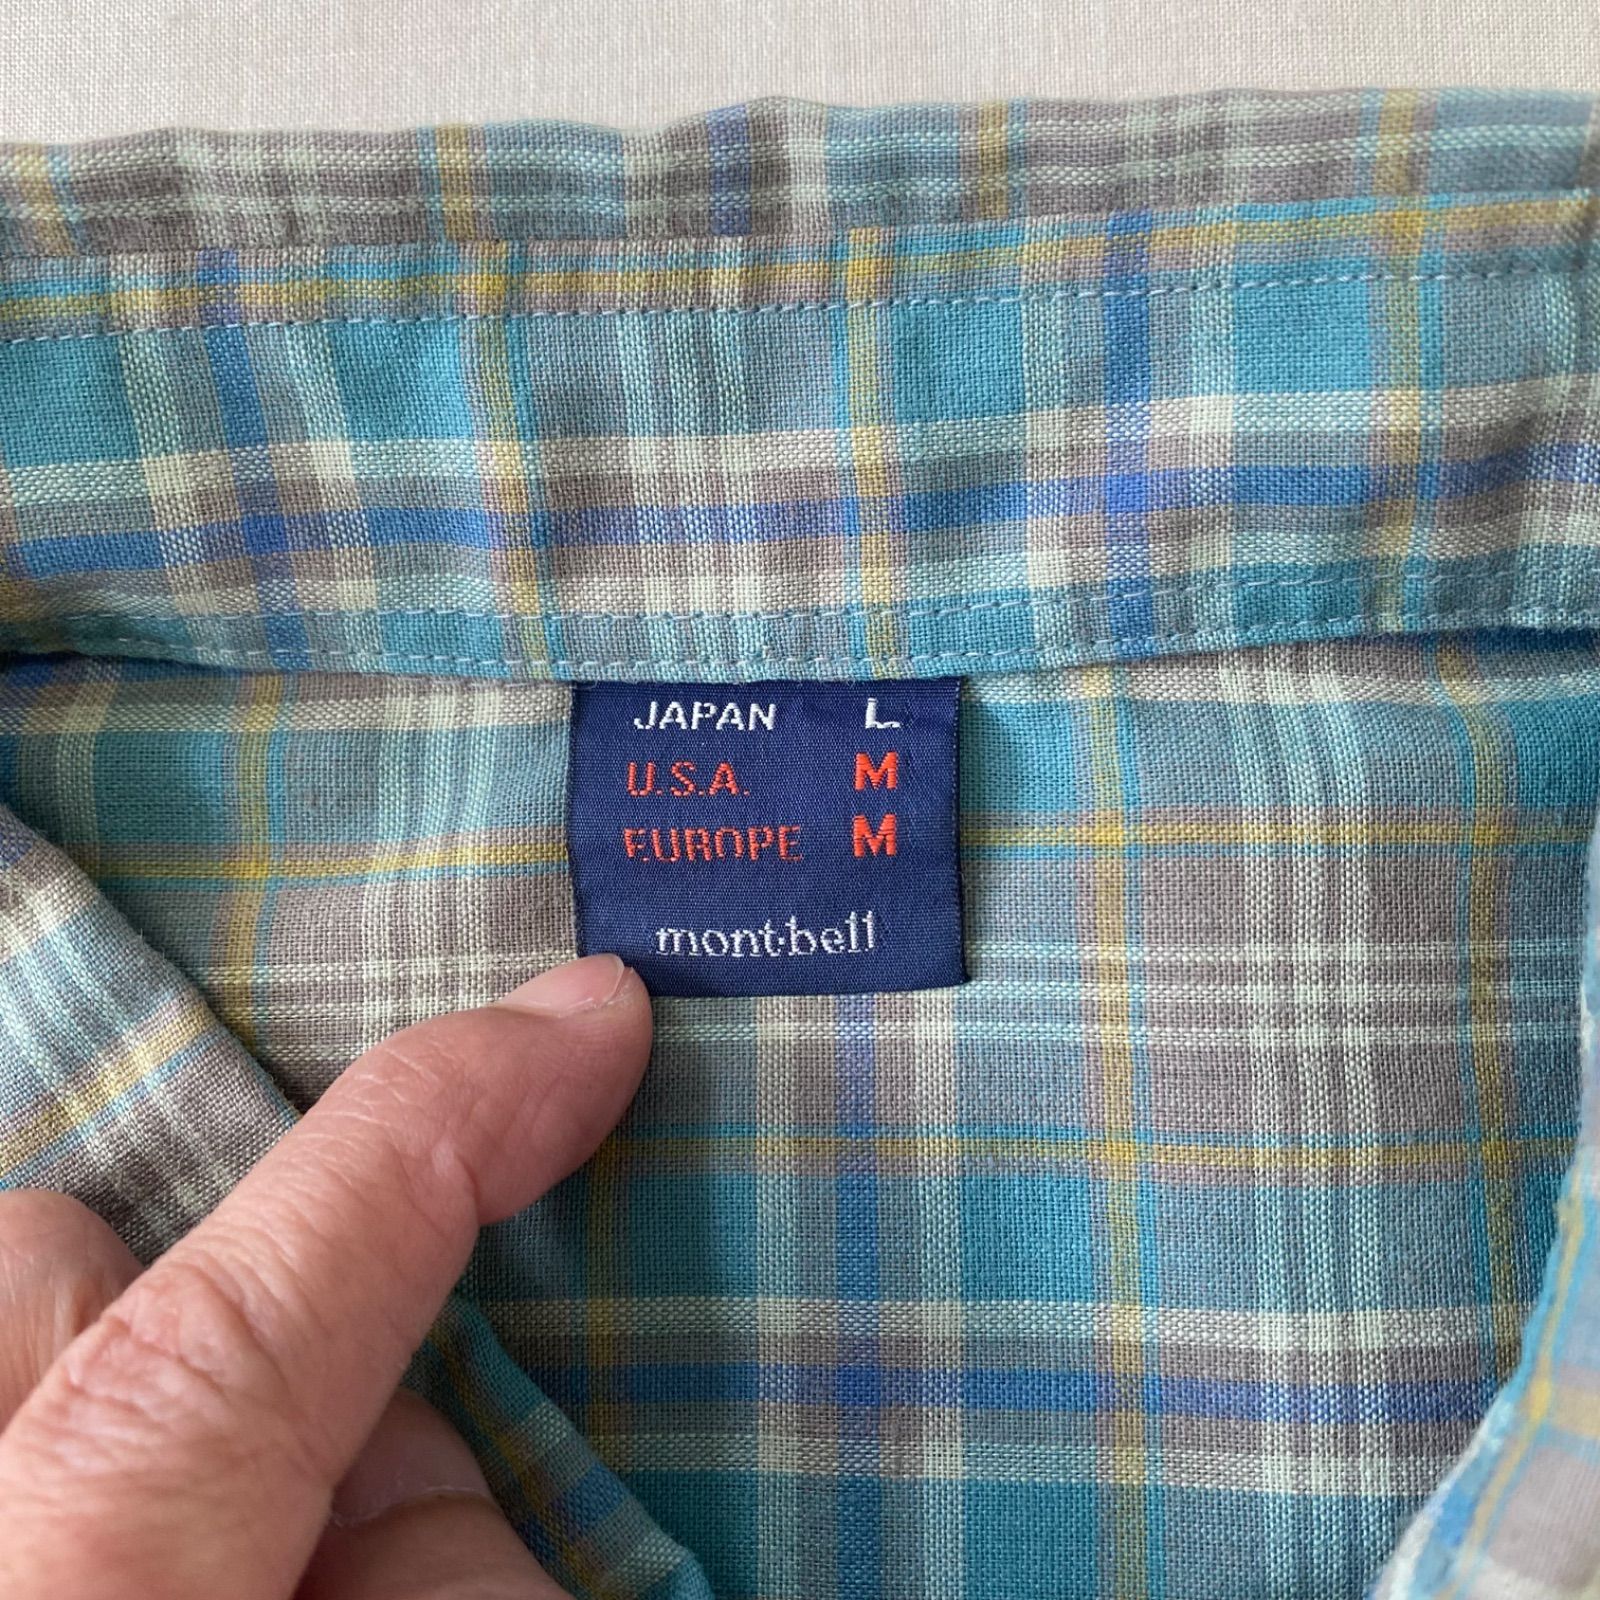 JAPAN L
U.S.A. M
EUROPE M
mont-bell